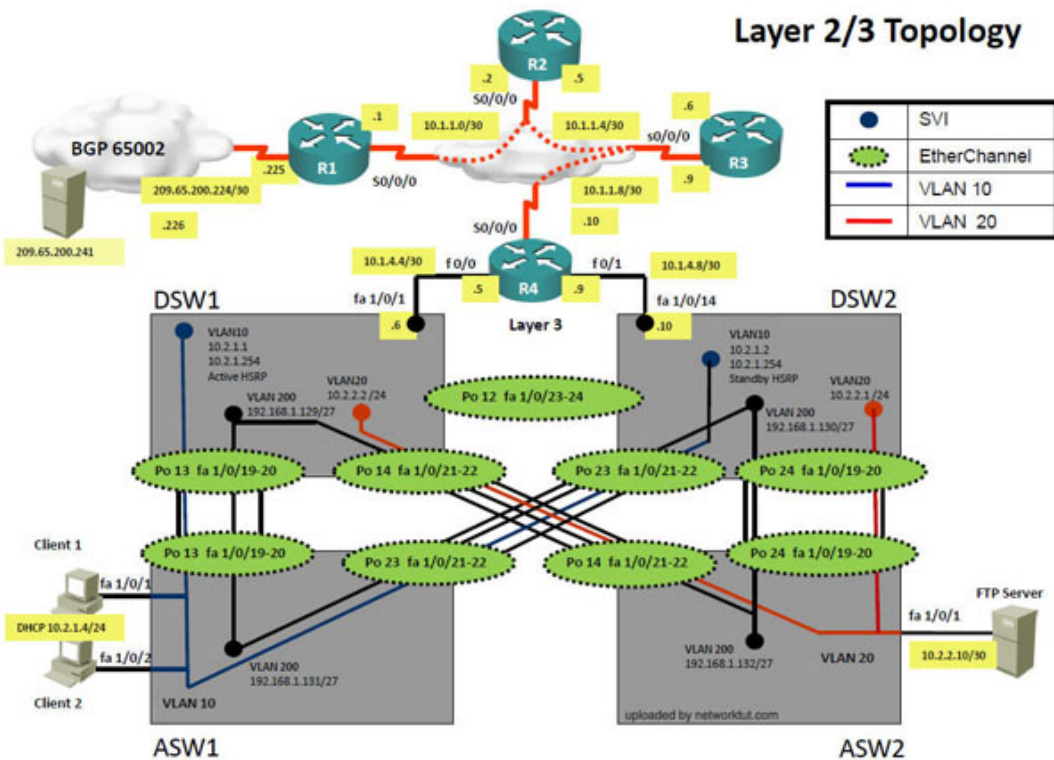 Layer 2/3 Topology
R2
.2
.5
S0/0/0
.1
10.1.1.0/30
10.1.1.4/30
.6
s0/0/0
BGP 65002
R1
R3
.225
209.65.200.224/30
S0/0/0
10.1.1.8/30
.9
.226
.10
209.65.200.241
S0/0/0
SVI
EtherChannel
VLAN 10
VLAN 20
10.1.4.4/30
f 0/0
f 0/1
10.1.4.8/30
R4
.5
.9
DSW1
fa 1/0/1
fa 1/0/14
DSW2
.6
Layer 3
.10
VLAN10
10.2.1.1
10.2.1.254
Active HSRP
VLAN10
10.2.1.2
10.2.1.254
Standby HSRP
VLAN20
10.2.2.2 /24
VLAN20
10.2.2.1 /24
Po 12 fa 1/0/23-24
VLAN 200
192.168.1.129/27
VLAN 200
192.168.1.130/27
Po 13 fa 1/0/19-20
Po 14 fa 1/0/21-22
Po 23 fa 1/0/21-22
Po 24 fa 1/0/19-20
Po 13 fa 1/0/19-20
Po 23 fa 1/0/21-22
Po 14 fa 1/0/21-22
Po 24 fa 1/0/19-20
Client 1
fa 1/0/1
DHCP 10.2.1.4/24
fa 1/0/2
Client 2
FTP Server
fa 1/0/1
10.2.2.10/30
VLAN 200
192.168.1.131/27
VLAN 10
VLAN 200
192.168.1.132/27
VLAN 20
uploaded by networktut.com
ASW1
ASW2